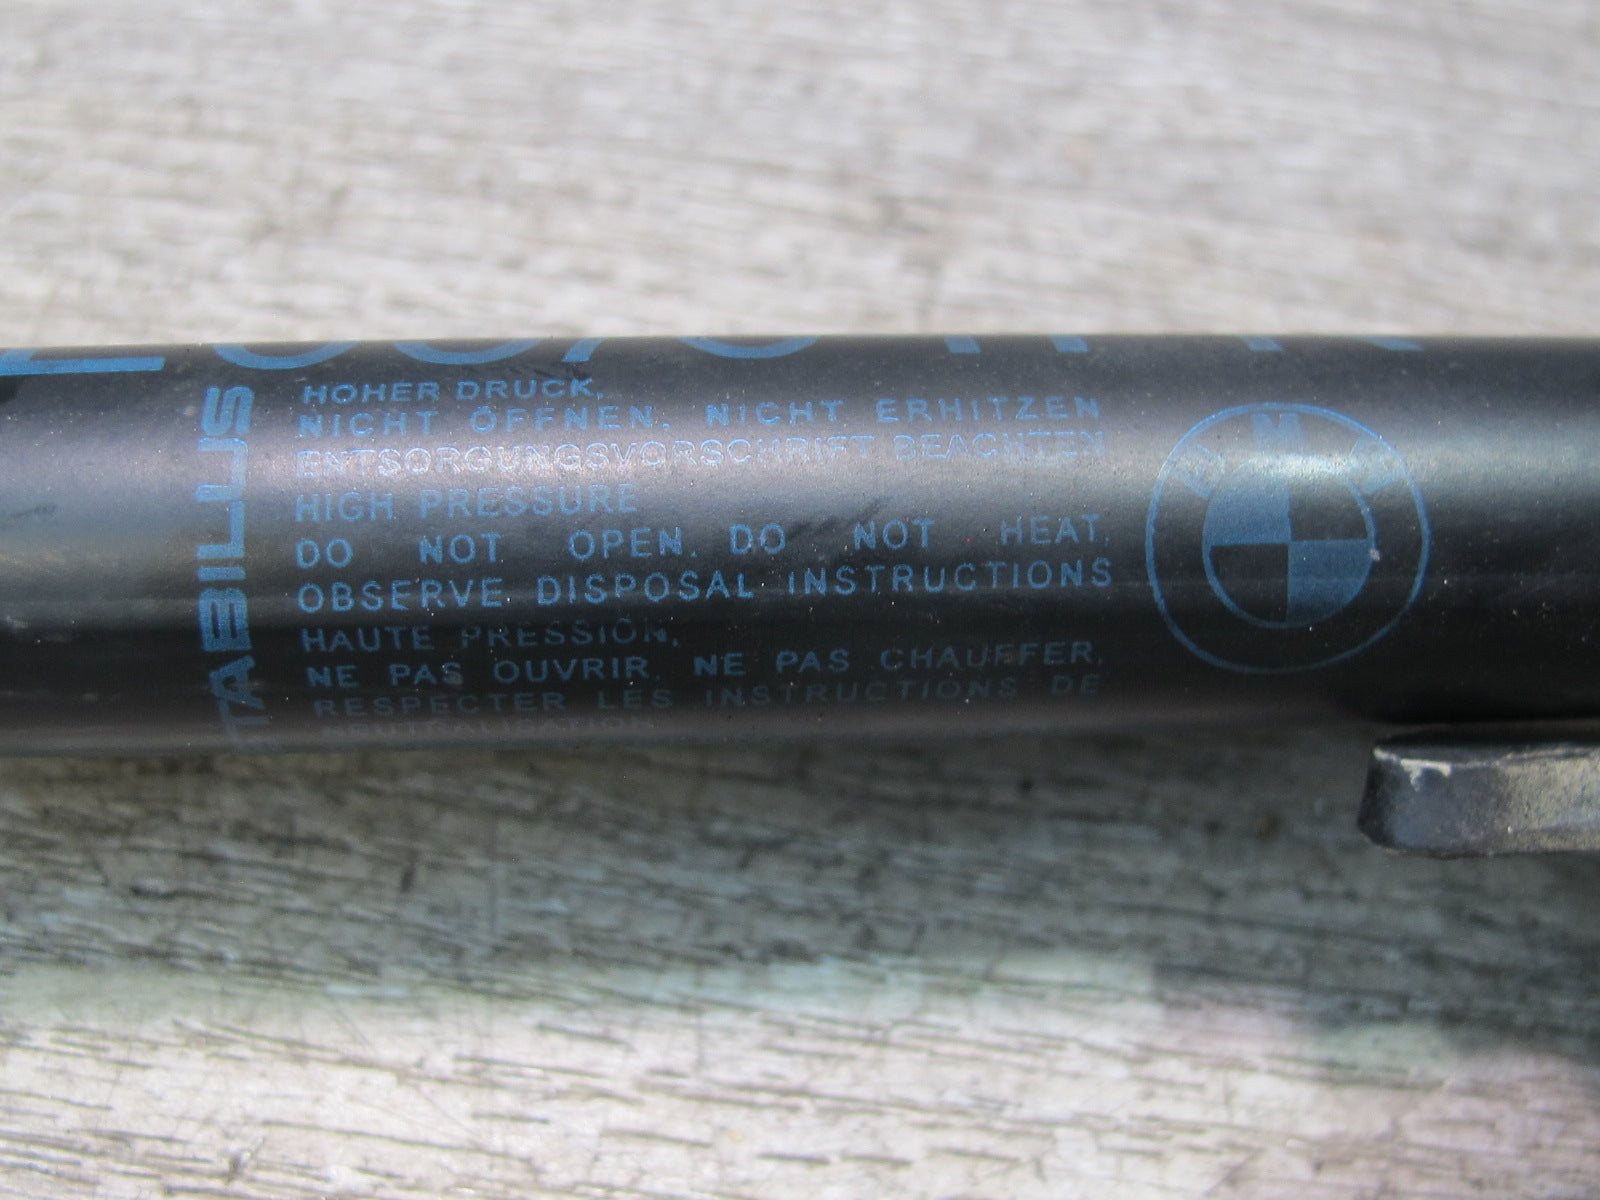 STABILUS
HOHER DRUCK,
NICHT ÖFFNEN, NICHT ERHITZEN
ENTSORGUNGSVORSCHRIFT BEACHTEN
HIGH PRESSURE
DO NOT OPEN. DO NOT HEAT.
OBSERVE DISPOSAL INSTRUCTIONS
HAUTE PRESSION,
NE PAS OUVRIR, NE PAS CHAUFFER,
RESPECTER LES INSTRUCTIONS DE
BMW